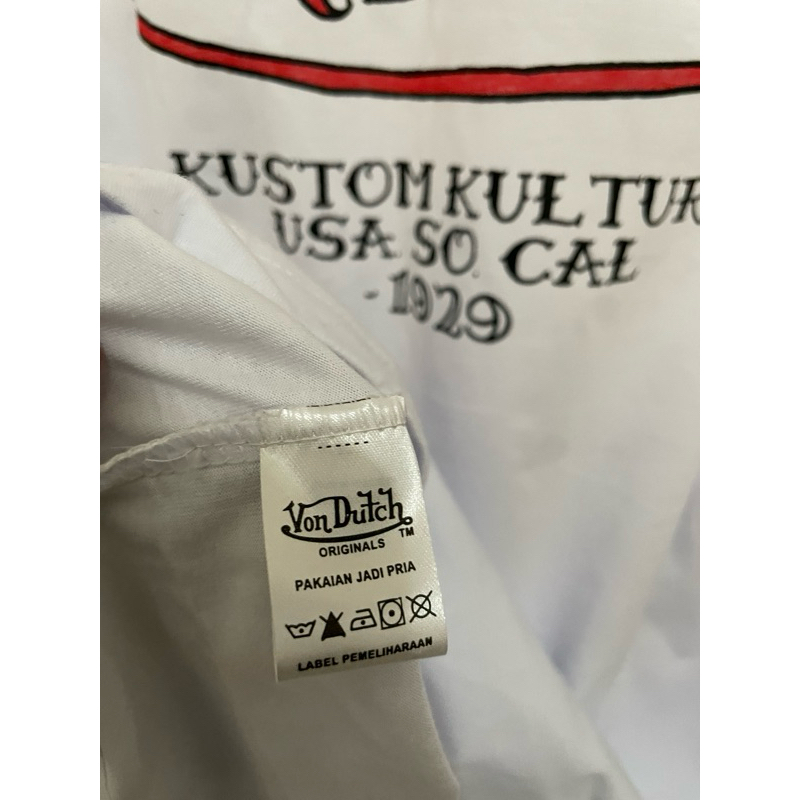 KUSTOM KULTUR
USA SO. CAL
- 1929
Von Dutch
TM
ORIGINALS
PAKAIAN JADI PRIA
LABEL PEMELIHARAAN